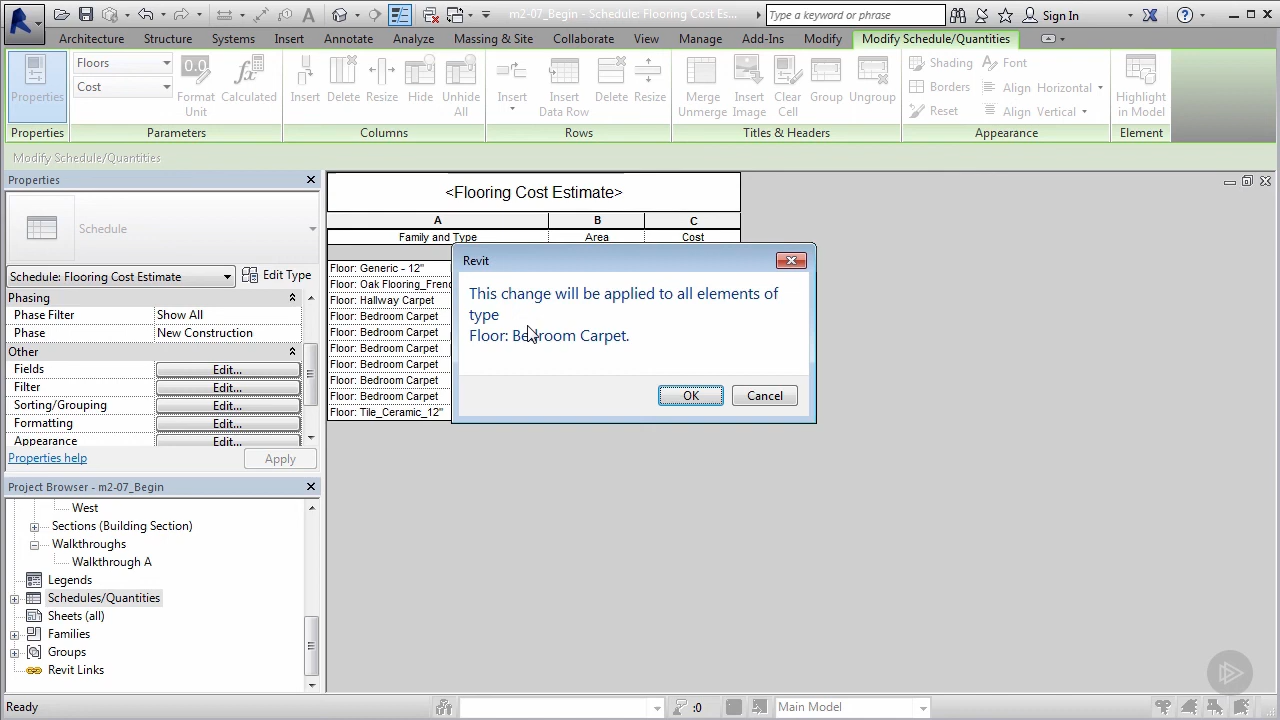 m2-07_Begin - Schedule: Flooring Cost Es...
Type a keyword or phrase
Sign In
Architecture Structure Systems Insert Annotate Analyze Massing & Site Collaborate View Manage Add-Ins Modify Modify Schedule/Quantities
Floors
Cost
Properties
Format Unit
Calculated
Insert Delete Resize Hide Unhide All
Insert Insert Data Row Delete Resize
Merge Unmerge Insert Image Clear Cell Group Ungroup
Shading Font
Borders Align Horizontal
Reset Align Vertical
Highlight in Model
Properties Parameters Columns Rows Titles & Headers Appearance Element
Modify Schedule/Quantities
Properties
Schedule
Schedule: Flooring Cost Estimate Edit Type
Phasing
Phase Filter Show All
Phase New Construction
Other
Fields Edit...
Filter Edit...
Sorting/Grouping Edit...
Formatting Edit...
Appearance Edit...
Properties help Apply
Project Browser - m2-07_Begin
West
Sections (Building Section)
Walkthroughs
Walkthrough A
Legends
Schedules/Quantities
Sheets (all)
Families
Groups
Revit Links
<Flooring Cost Estimate>
A B C
Family and Type Area Cost
Floor: Generic - 12"
Floor: Oak Flooring_Frenc
Floor: Hallway Carpet
Floor: Bedroom Carpet
Floor: Bedroom Carpet
Floor: Bedroom Carpet
Floor: Bedroom Carpet
Floor: Bedroom Carpet
Floor: Bedroom Carpet
Floor: Tile_Ceramic_12"
Revit
This change will be applied to all elements of
type
Floor: Bedroom Carpet.
OK Cancel
Ready :0 Main Model